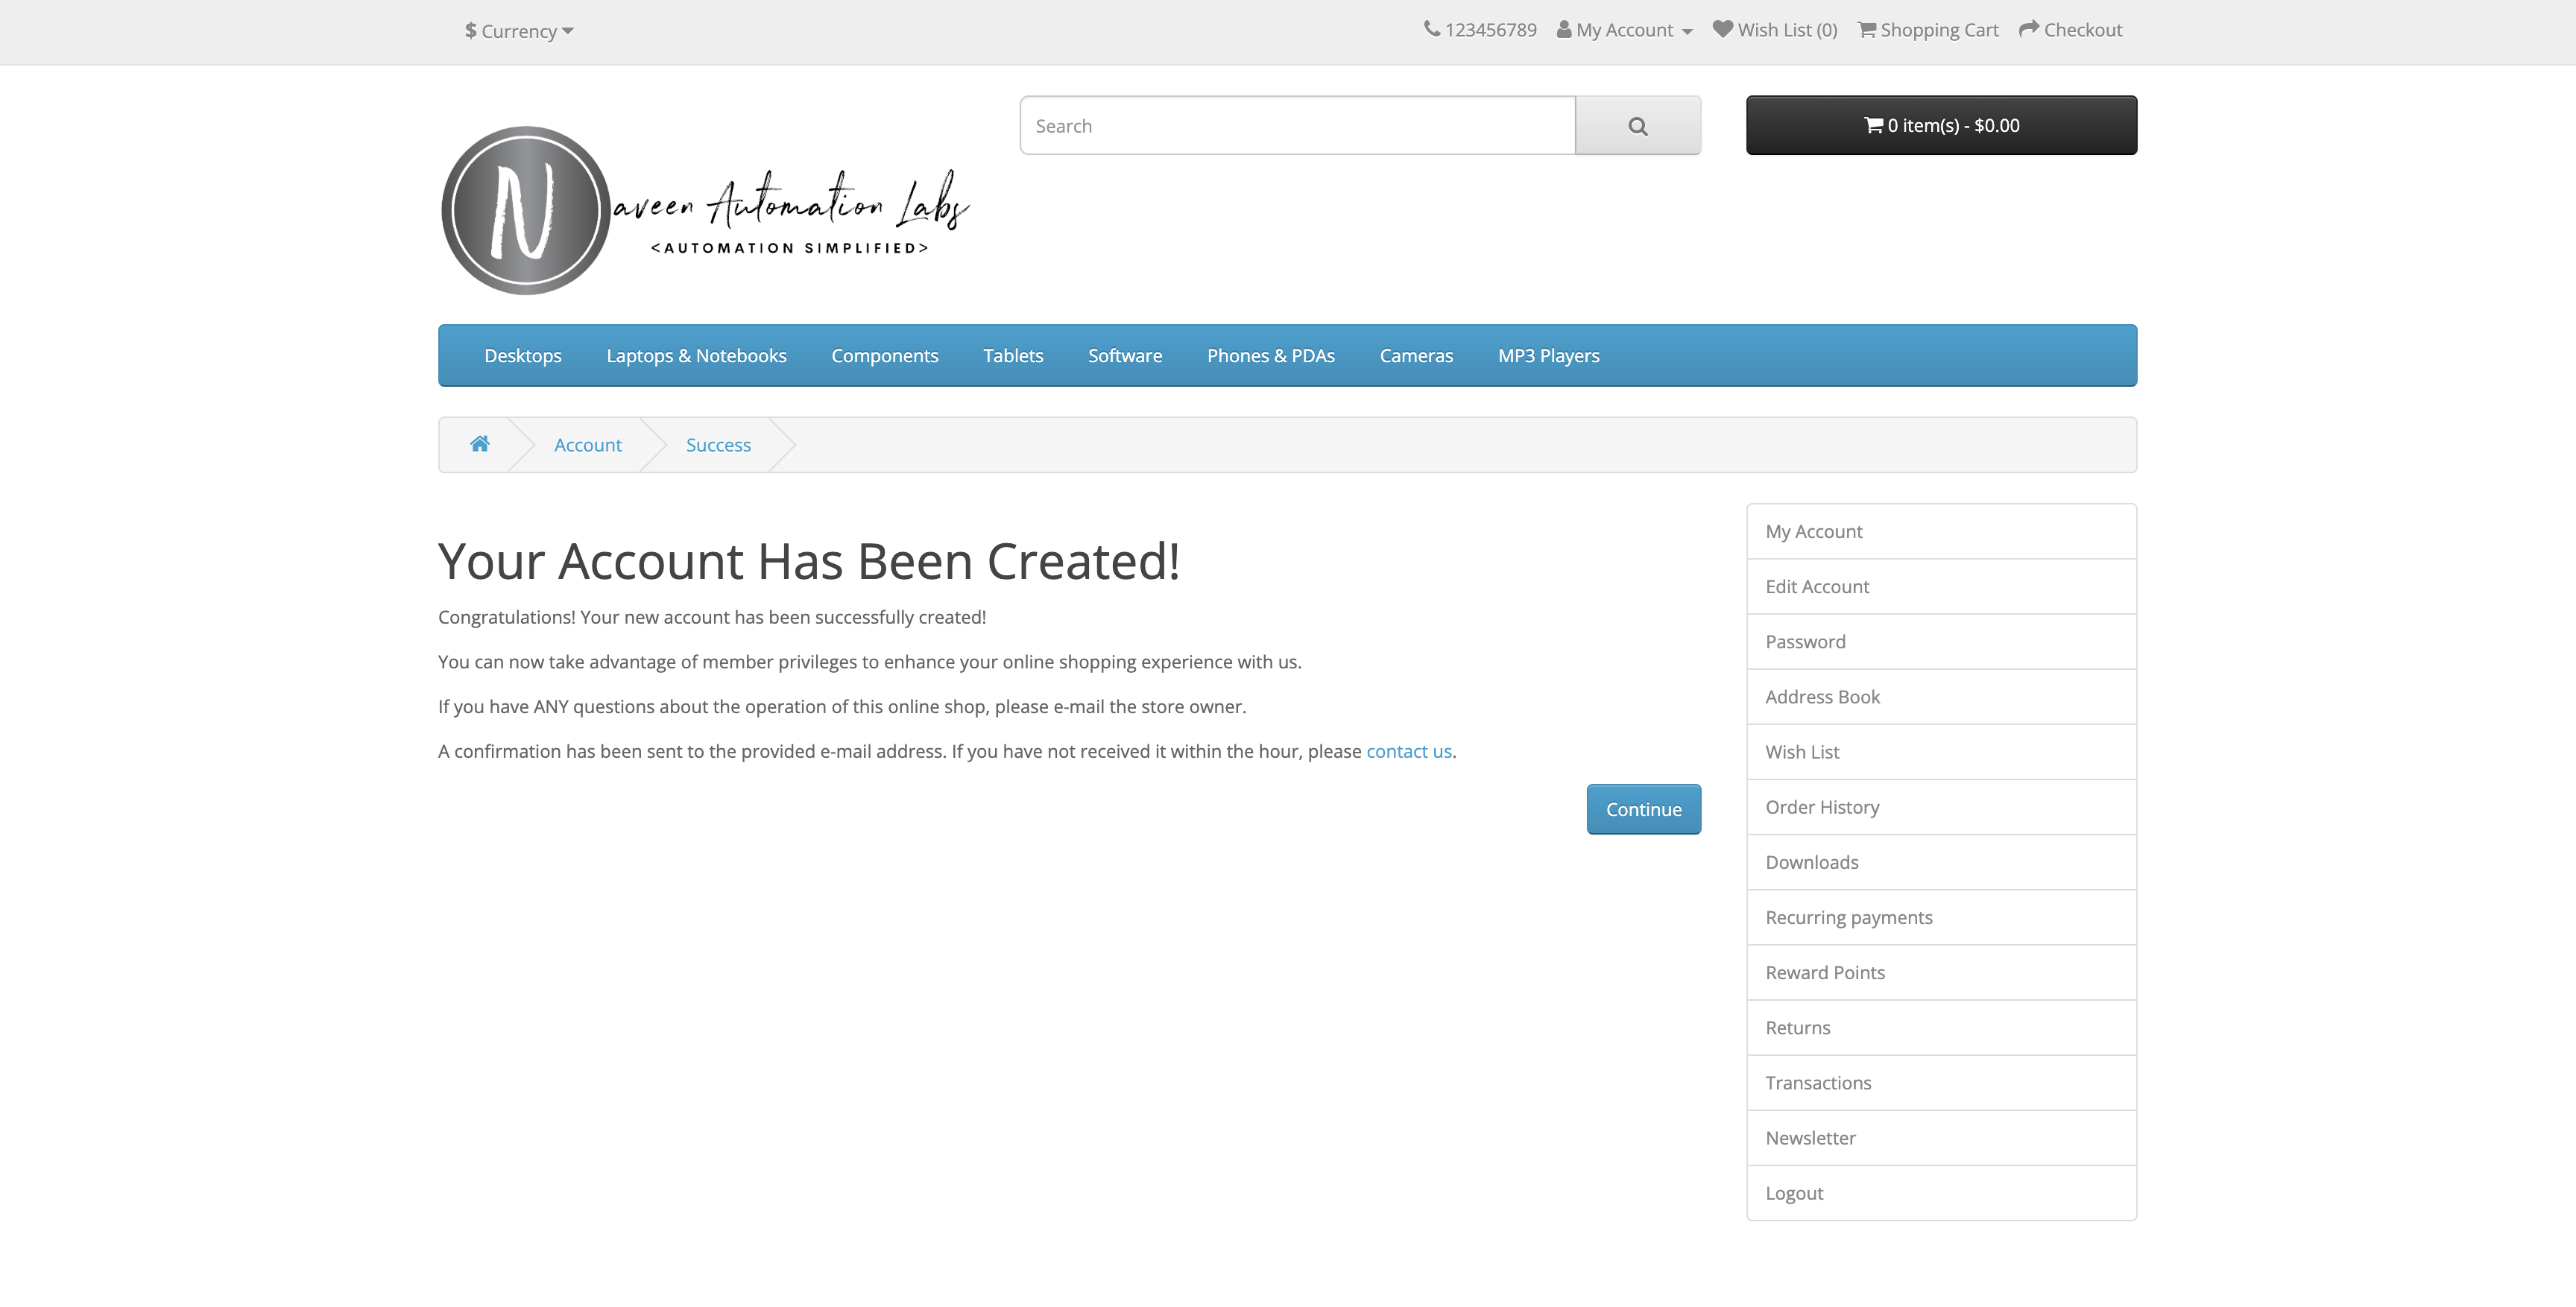 $ Currency
123456789 My Account Wish List (0) Shopping Cart Checkout
Search
0 item(s) - $0.00
Naveen Automation Labs
<AUTOMATION SIMPLIFIED>
Desktops Laptops & Notebooks Components Tablets Software Phones & PDAs Cameras MP3 Players
Account Success
Your Account Has Been Created!
Congratulations! Your new account has been successfully created!
You can now take advantage of member privileges to enhance your online shopping experience with us.
If you have ANY questions about the operation of this online shop, please e-mail the store owner.
A confirmation has been sent to the provided e-mail address. If you have not received it within the hour, please contact us.
Continue
My Account
Edit Account
Password
Address Book
Wish List
Order History
Downloads
Recurring payments
Reward Points
Returns
Transactions
Newsletter
Logout